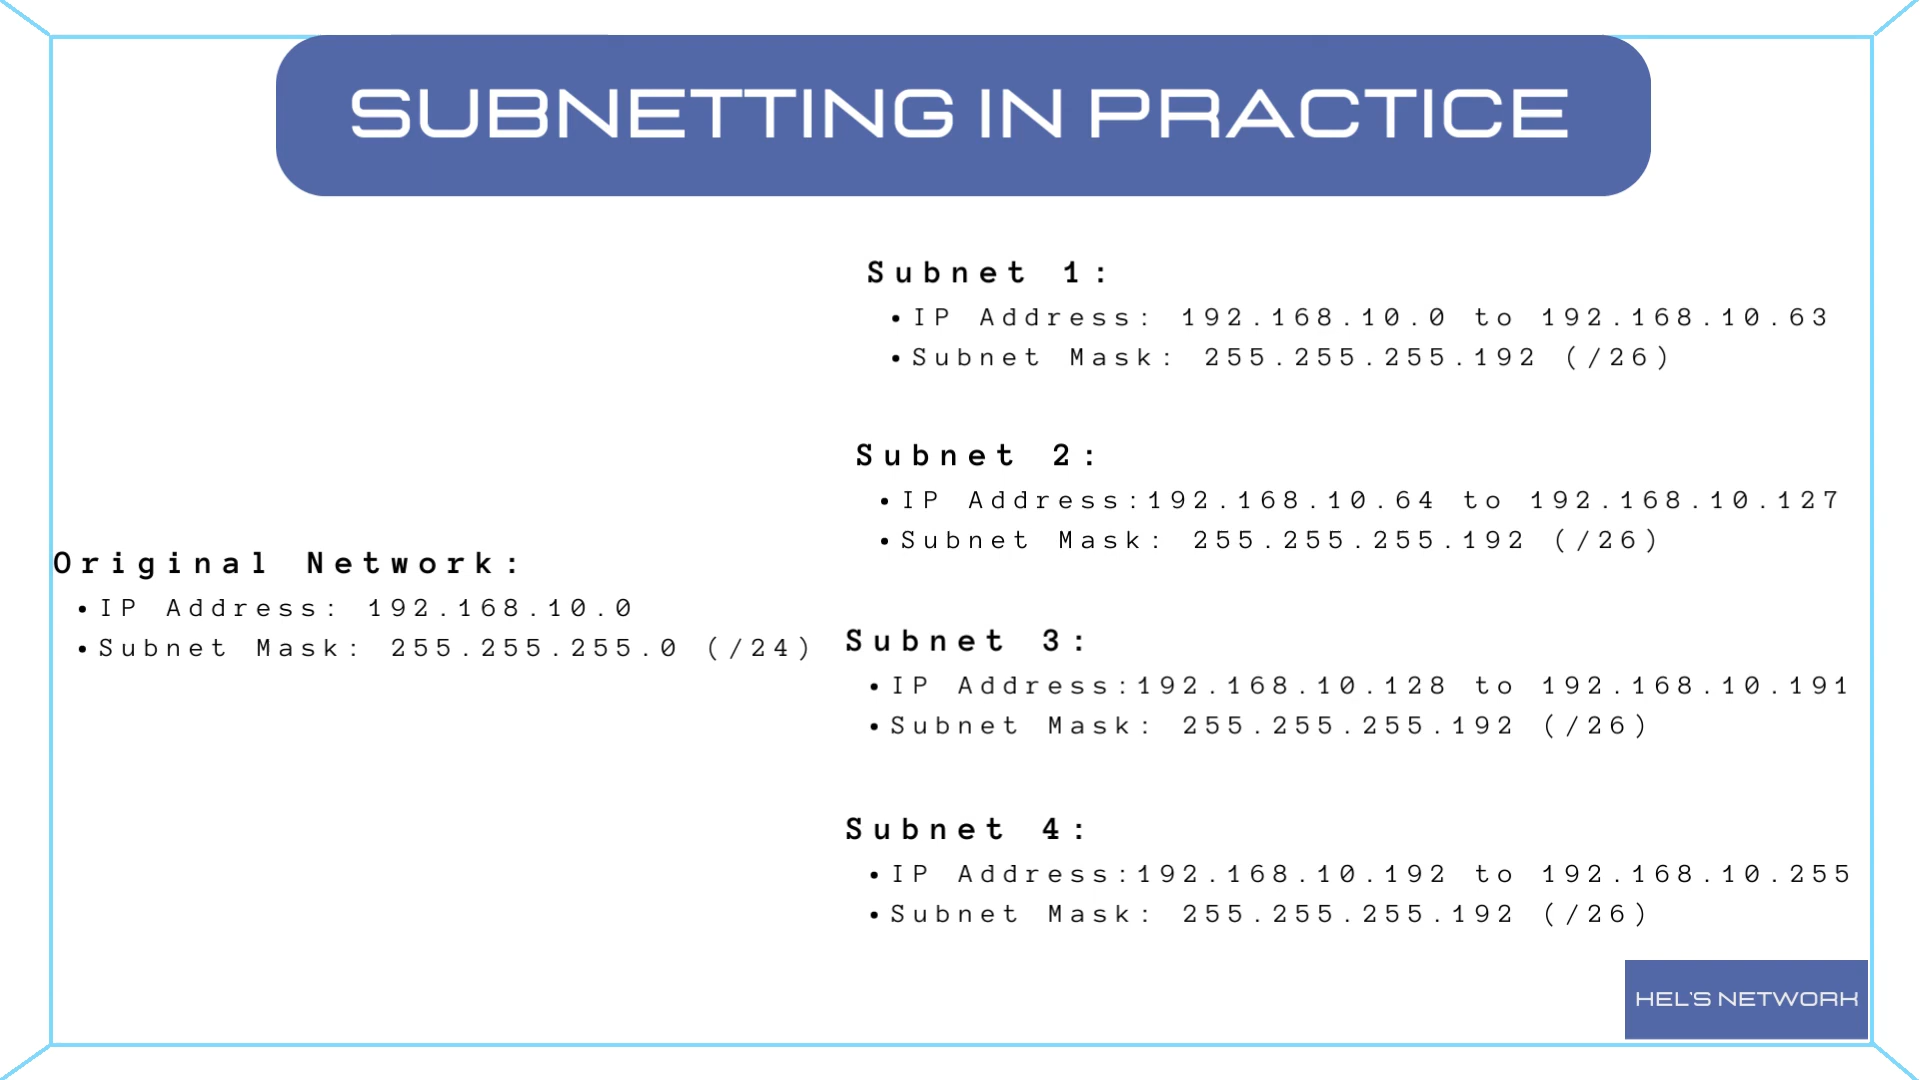 SUBNETTING IN PRACTICE
Original Network:
• IP Address: 192.168.10.0
• Subnet Mask: 255.255.255.0 (/24)
Subnet 1:
• IP Address: 192.168.10.0 to 192.168.10.63
• Subnet Mask: 255.255.255.192 (/26)
Subnet 2:
• IP Address:192.168.10.64 to 192.168.10.127
• Subnet Mask: 255.255.255.192 (/26)
Subnet 3:
• IP Address:192.168.10.128 to 192.168.10.191
• Subnet Mask: 255.255.255.192 (/26)
Subnet 4:
• IP Address:192.168.10.192 to 192.168.10.255
• Subnet Mask: 255.255.255.192 (/26)
HEL'S NETWORK